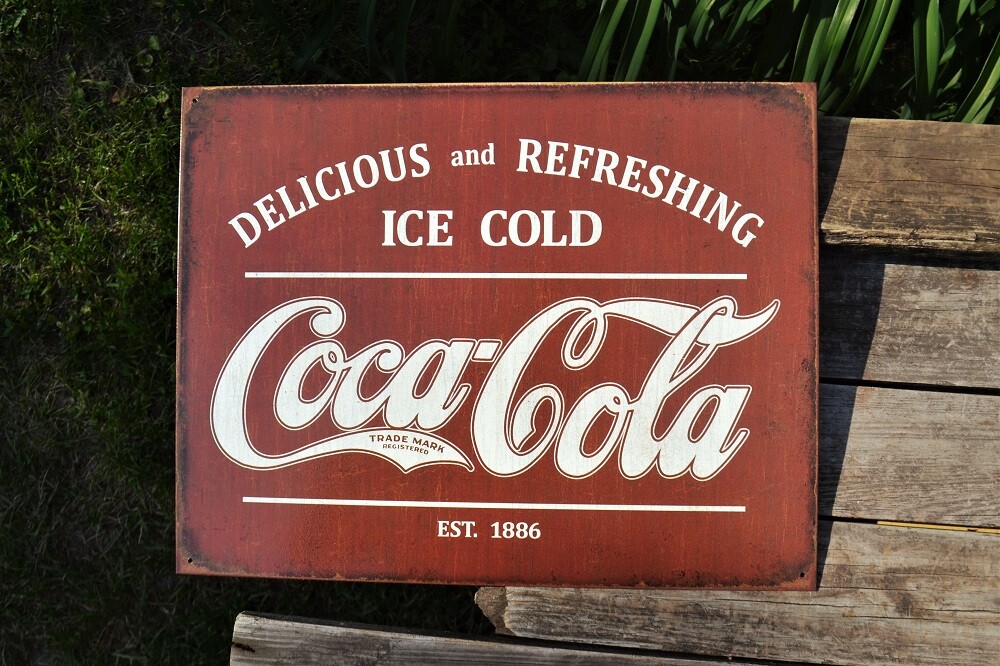 DELICIOUS and REFRESHING
ICE COLD
Coca-Cola
TRADE MARK
REGISTERED
EST. 1886